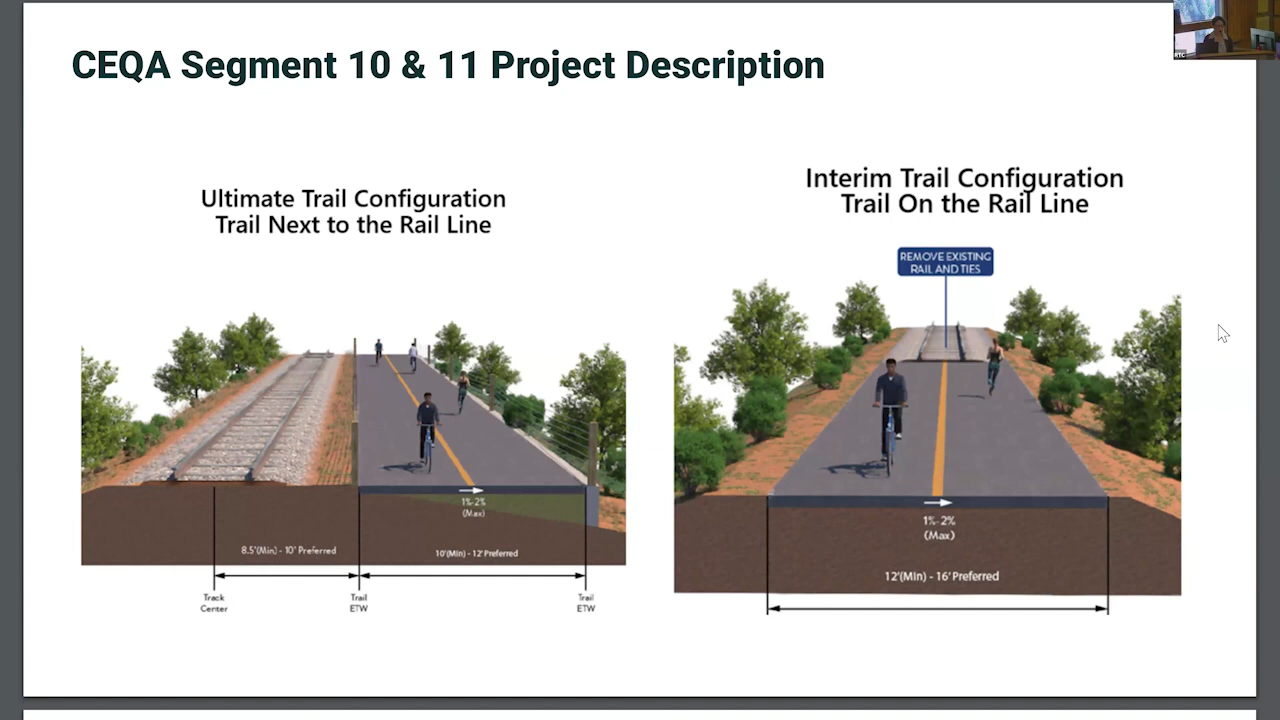 CEQA Segment 10 & 11 Project Description
Ultimate Trail Configuration
Trail Next to the Rail Line
Interim Trail Configuration
Trail On the Rail Line
REMOVE EXISTING
RAIL AND TIES
1%-2%
(Max)
8.5'(Min) - 10' Preferred
10'(Min) - 12' Preferred
Track
Center
Trail
ETW
Trail
ETW
1%-2%
(Max)
12'(Min) - 16' Preferred